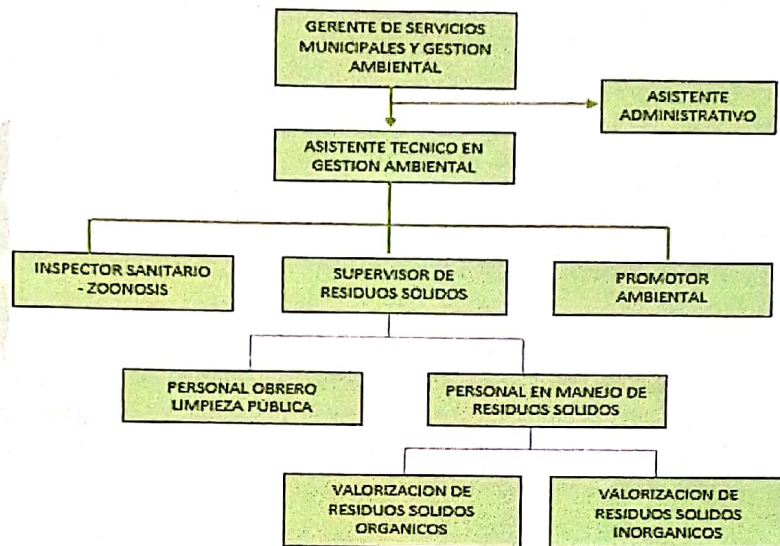 GERENTE DE SERVICIOS
MUNICIPALES Y GESTION
AMBIENTAL
ASISTENTE
ADMINISTRATIVO
ASISTENTE TECNICO EN
GESTION AMBIENTAL
INSPECTOR SANITARIO
- ZOONOSIS
SUPERVISOR DE
RESIDUOS SOLIDOS
PROMOTOR
AMBIENTAL
PERSONAL OBRERO
LIMPIEZA PÚBLICA
PERSONAL EN MANEJO DE
RESIDUOS SOLIDOS
VALORIZACION DE
RESIDUOS SOLIDOS
ORGANICOS
VALORIZACION DE
RESIDUOS SOLIDOS
INORGANICOS